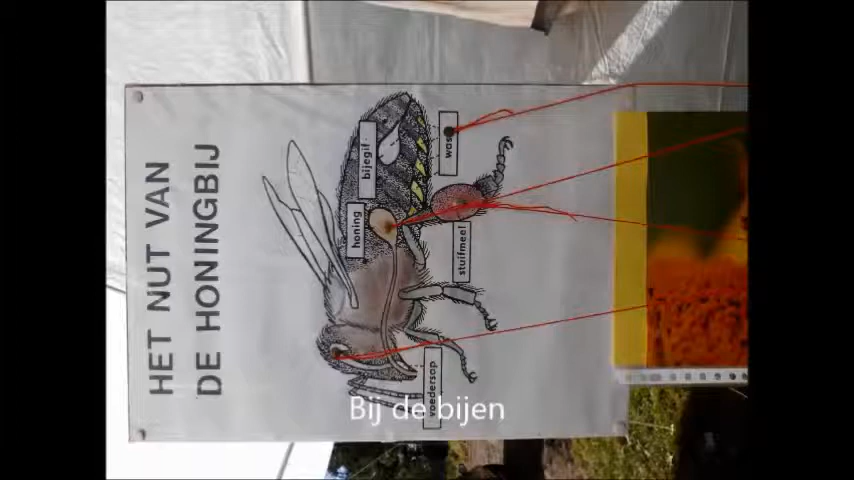 HET NUT VAN
DE HONINGBIJ
bijegif
was
honing
stuifmeel
voedersap
Bij de bijen